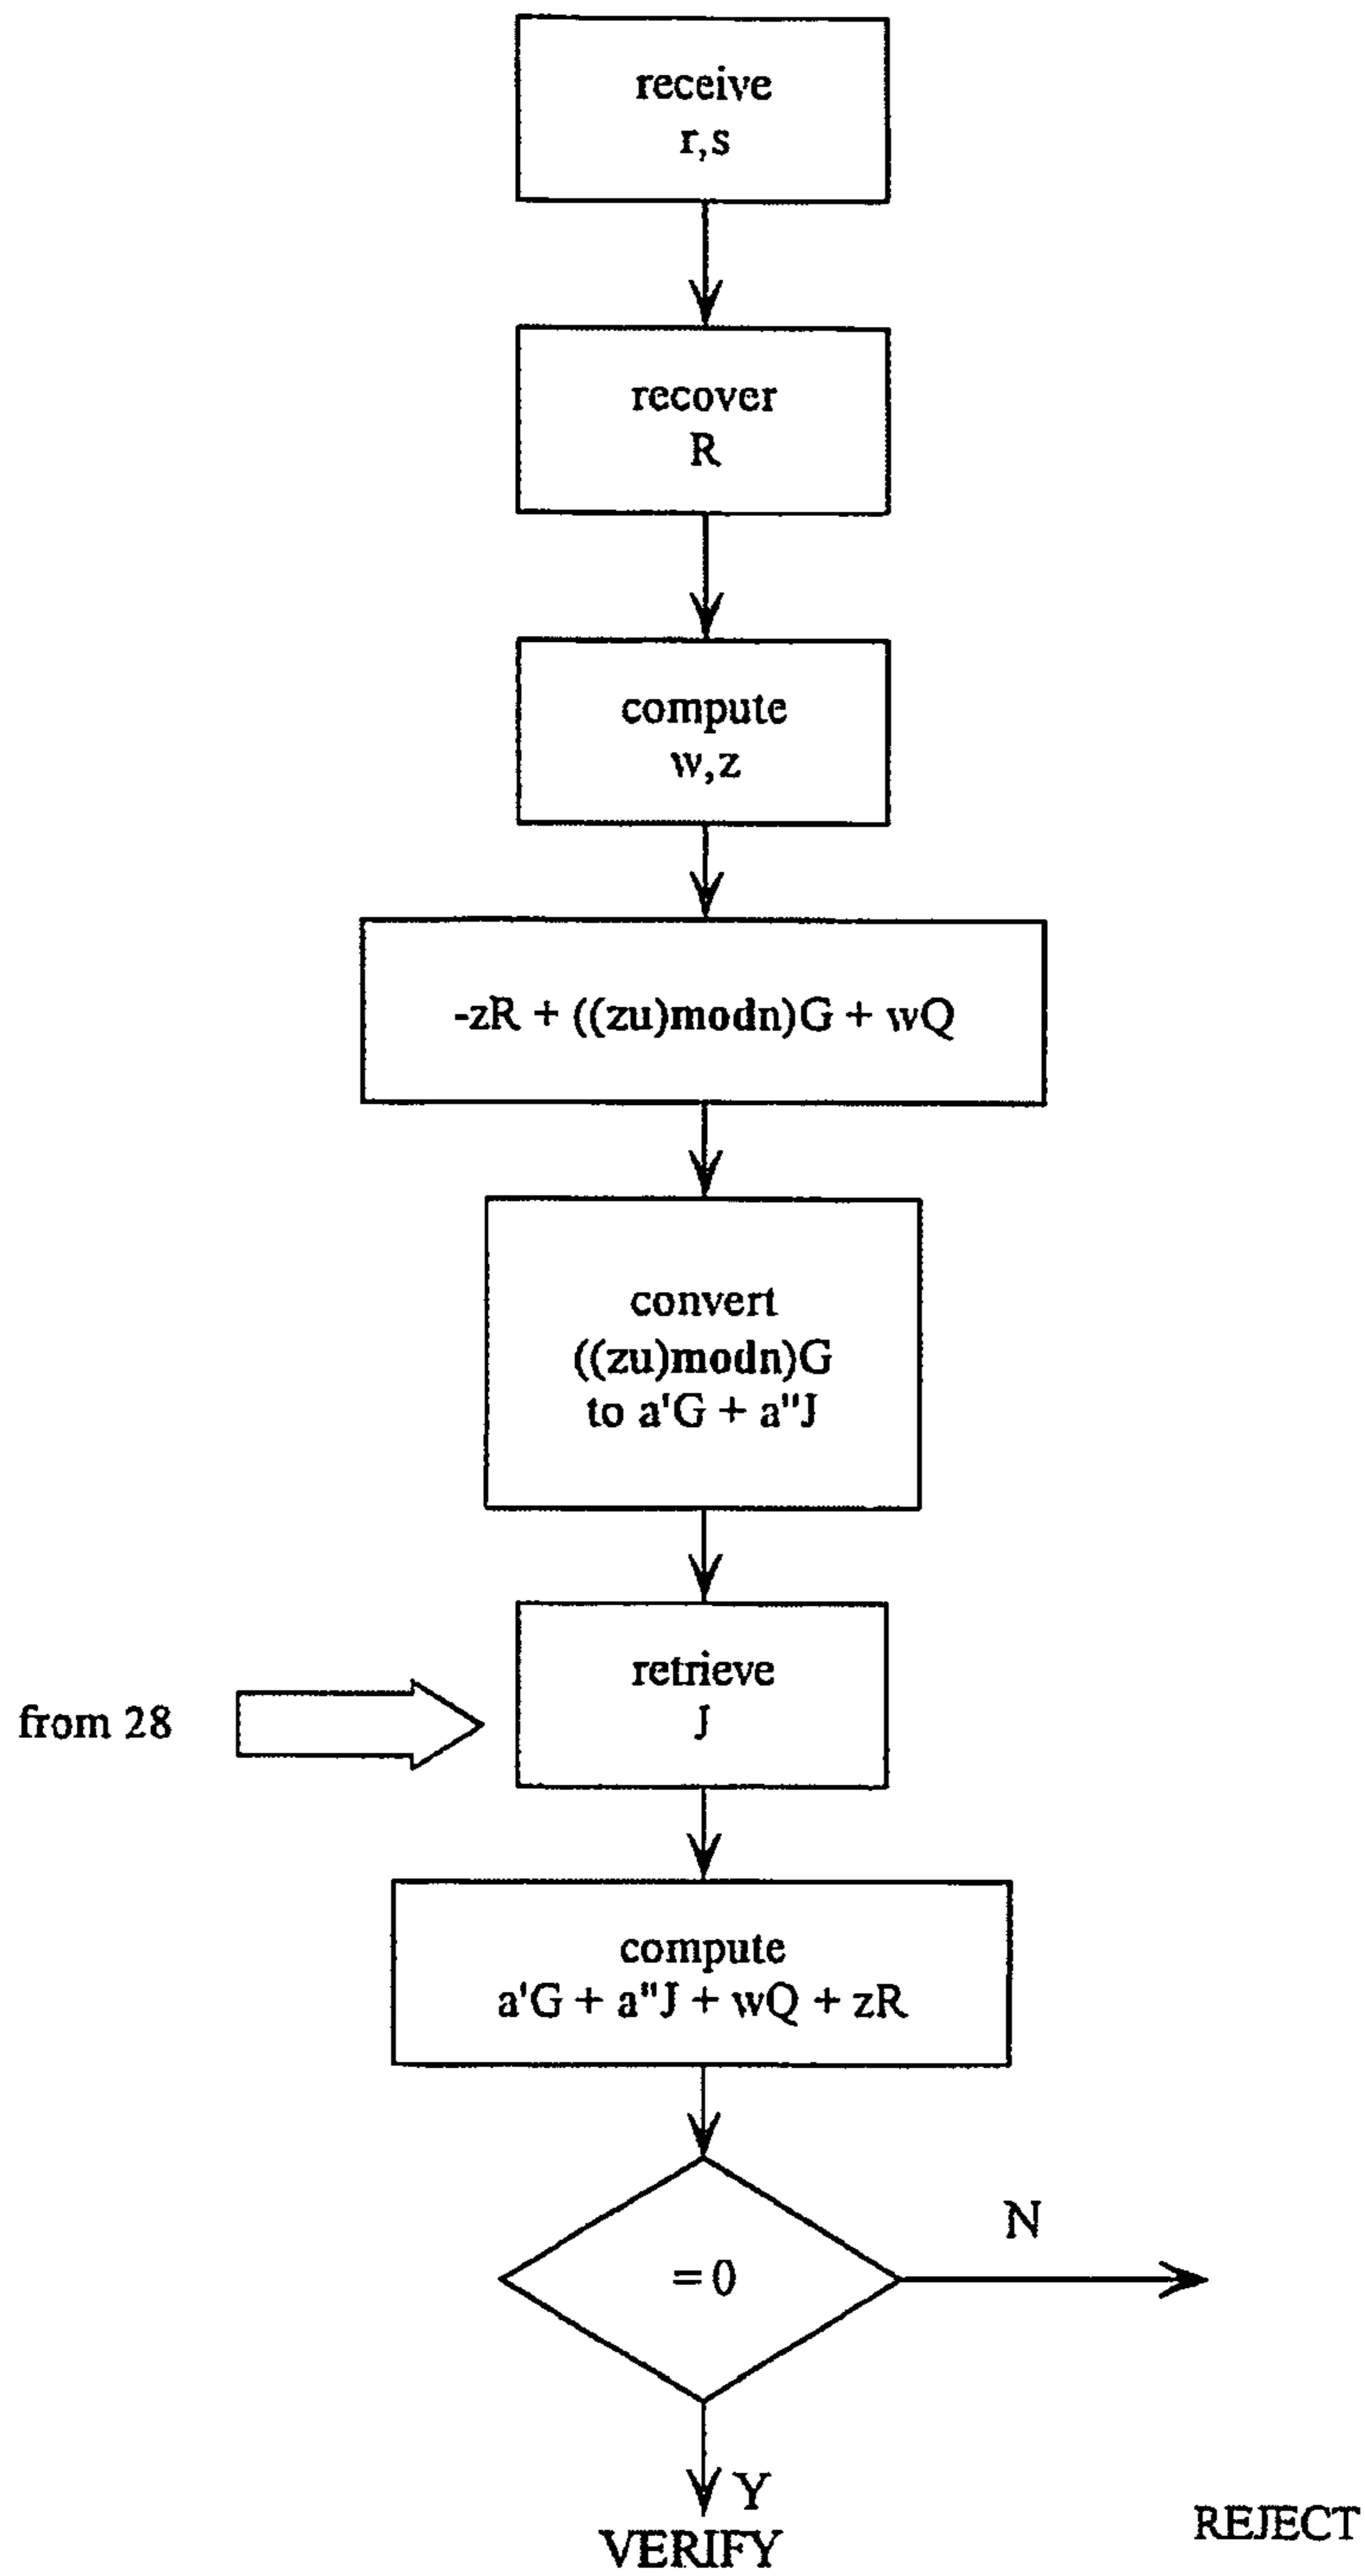 receive
r,s
recover
R
compute
w,z
-zR + ((zu)modn)G + wQ
convert
((zu)modn)G
to a'G + a"J
retrieve
J
from 28
compute
a'G + a"J + wQ + zR
= 0
N
Y
VERIFY
REJECT